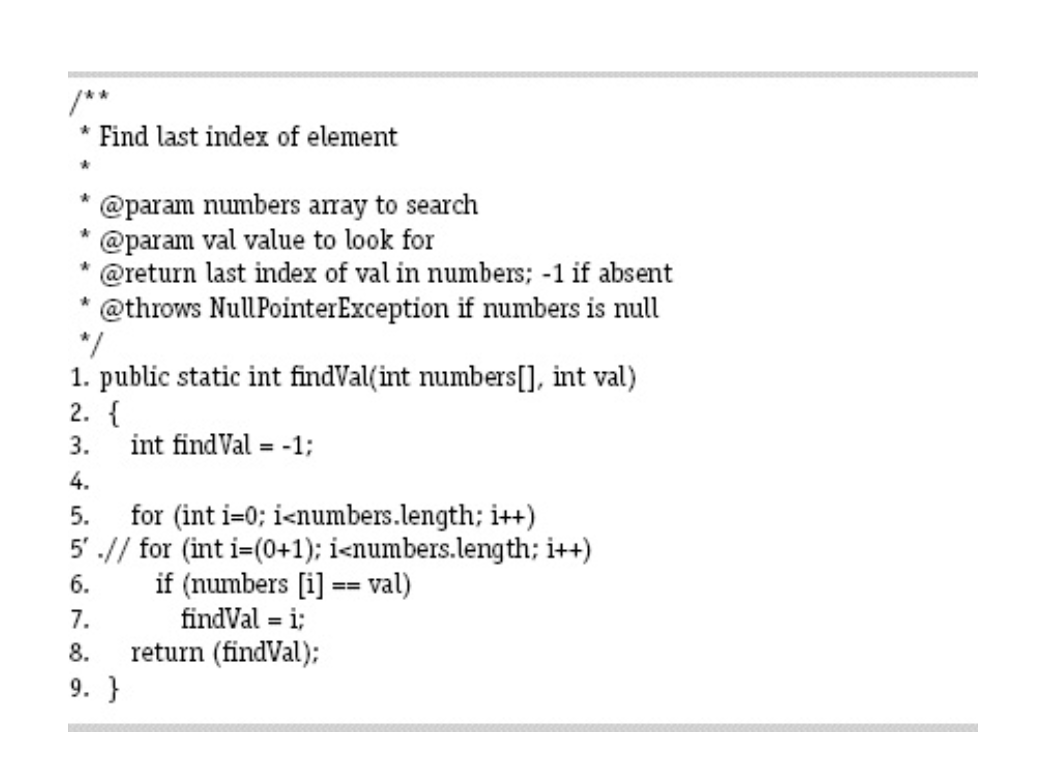 /**
* Find last index of element
*
* @param numbers array to search
* @param val value to look for
* @return last index of val in numbers; -1 if absent
* @throws NullPointerException if numbers is null
*/
1. public static int findVal(int numbers[], int val)
2. {
3. int findVal = -1;
4.
5. for (int i=0; i<numbers.length; i++)
5′ .// for (int i=(0+1); i<numbers.length; i++)
6. if (numbers [i] == val)
7. findVal = i;
8. return (findVal);
9. }